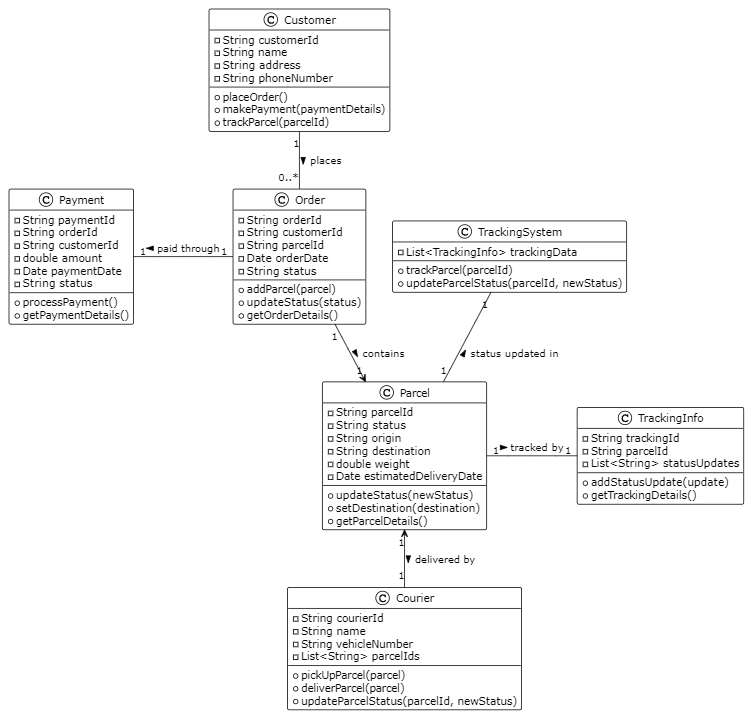 C Customer
String customerId
String name
String address
String phoneNumber
placeOrder()
makePayment(paymentDetails)
trackParcel(parcelId)
1
places
0..*
C Payment
String paymentId
String orderId
String customerId
double amount
Date paymentDate
String status
processPayment()
getPaymentDetails()
1 paid through 1
C Order
String orderId
String customerId
String parcelId
Date orderDate
String status
addParcel(parcel)
updateStatus(status)
getOrderDetails()
C TrackingSystem
List<TrackingInfo> trackingData
trackParcel(parcelId)
updateParcelStatus(parcelId, newStatus)
1
contains
1
1
status updated in
1
C Parcel
String parcelId
String status
String origin
String destination
double weight
Date estimatedDeliveryDate
updateStatus(newStatus)
setDestination(destination)
getParcelDetails()
1 tracked by 1
C TrackingInfo
String trackingId
String parcelId
List<String> statusUpdates
addStatusUpdate(update)
getTrackingDetails()
1
delivered by
1
C Courier
String courierId
String name
String vehicleNumber
List<String> parcelIds
pickUpParcel(parcel)
deliverParcel(parcel)
updateParcelStatus(parcelId, newStatus)